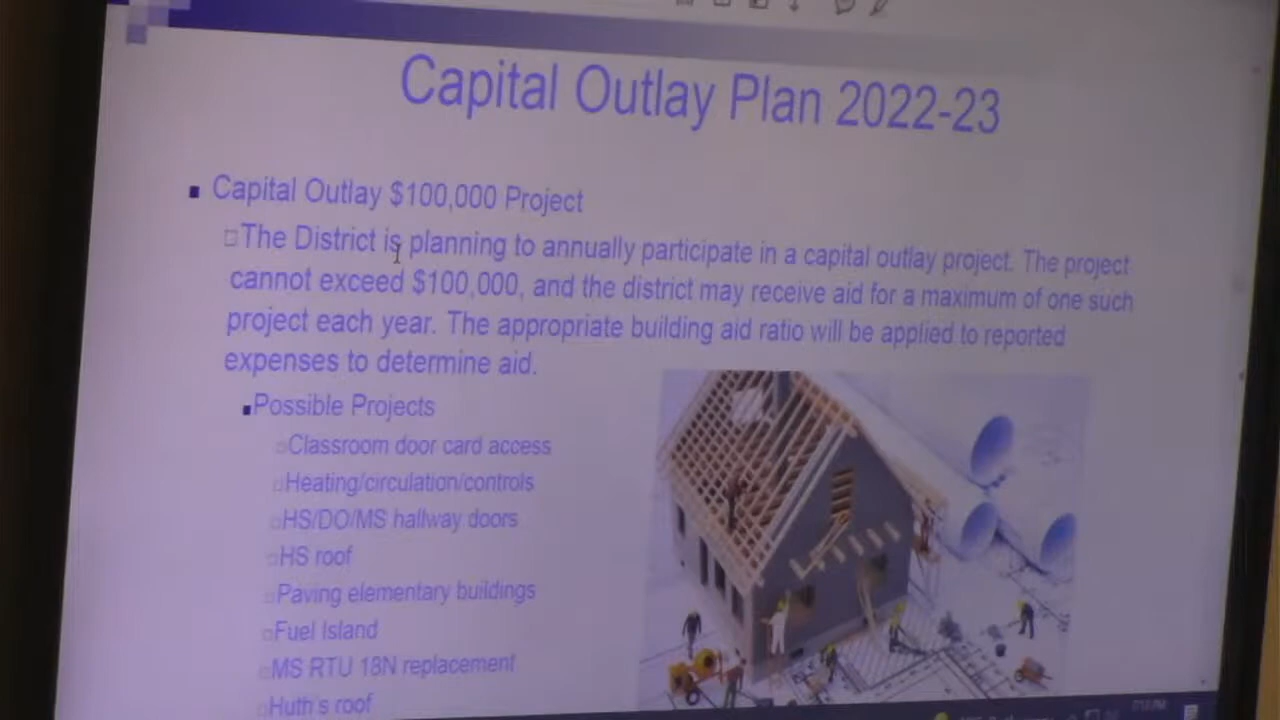 Capital Outlay Plan 2022-23
Capital Outlay $100,000 Project
The District is planning to annually participate in a capital outlay project. The project
cannot exceed $100,000, and the district may receive aid for a maximum of one such
project each year. The appropriate building aid ratio will be applied to reported
expenses to determine aid.
Possible Projects
Classroom door card access
Heating/circulation/controls
HS/DO/MS hallway doors
HS roof
Paving elementary buildings
Fuel Island
MS RTU 18N replacement
Huth's roof